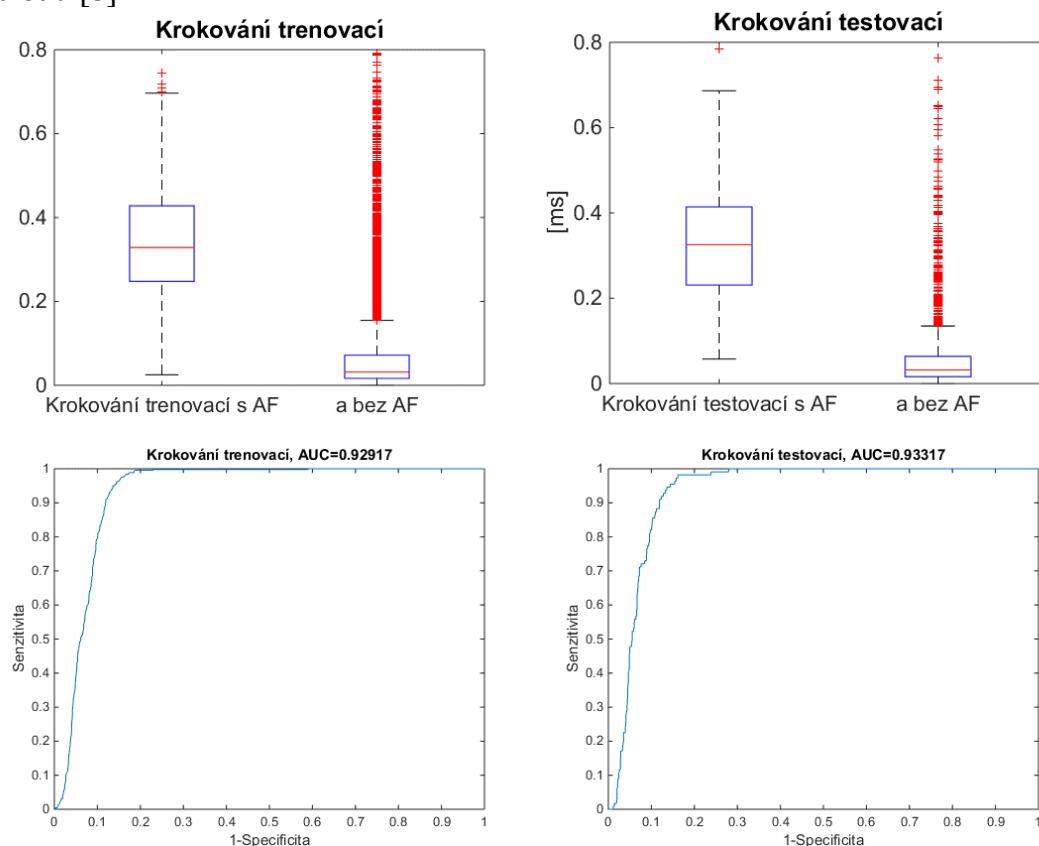 Krokování trenovací
0.8
0.6
0.4
0.2
0
Krokování trenovací s AF
a bez AF
Krokování testovací
[ms]
0.8
0.6
0.4
0.2
0
Krokování testovací s AF
a bez AF
Krokování trenovací, AUC=0.92917
Senzitivita
1
0.9
0.8
0.7
0.6
0.5
0.4
0.3
0.2
0.1
0
0 0.1 0.2 0.3 0.4 0.5 0.6 0.7 0.8 0.9 1
1-Specificita
Krokování testovací, AUC=0.93317
Senzitivita
1
0.9
0.8
0.7
0.6
0.5
0.4
0.3
0.2
0.1
0
0 0.1 0.2 0.3 0.4 0.5 0.6 0.7 0.8 0.9 1
1-Specificita